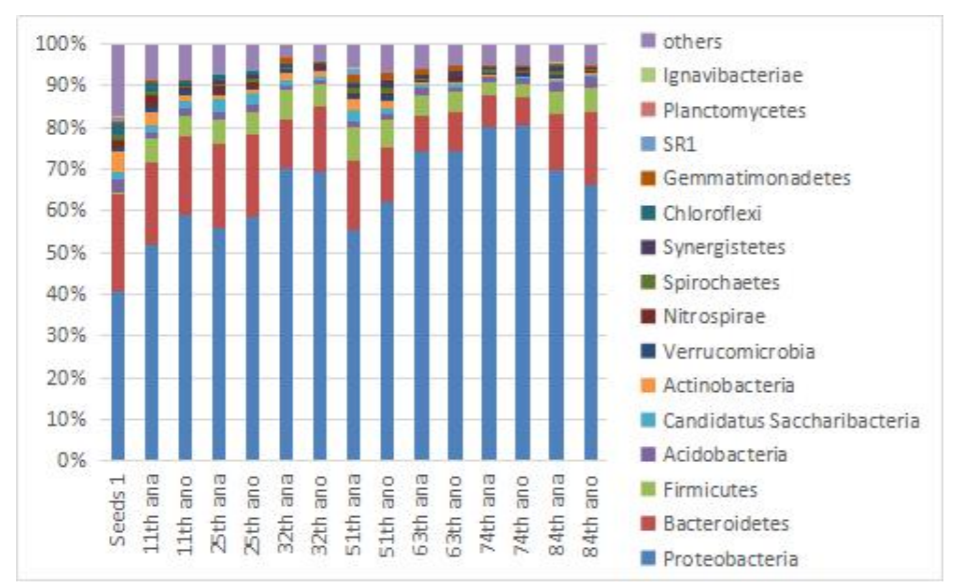 100%
90%
80%
70%
60%
50%
40%
30%
20%
10%
0%
Seeds 1
11th ana
11th ano
25th ana
25th ano
32th ana
32th ano
51th ana
51th ano
63th ana
63th ano
74th ana
74th ano
84th ana
84th ano
others
Ignavibacteriae
Planctomycetes
SR1
Gemmatimonadetes
Chloroflexi
Synergistetes
Spirochaetes
Nitrospirae
Verrucomicrobia
Actinobacteria
Candidatus Saccharibacteria
Acidobacteria
Firmicutes
Bacteroidetes
Proteobacteria